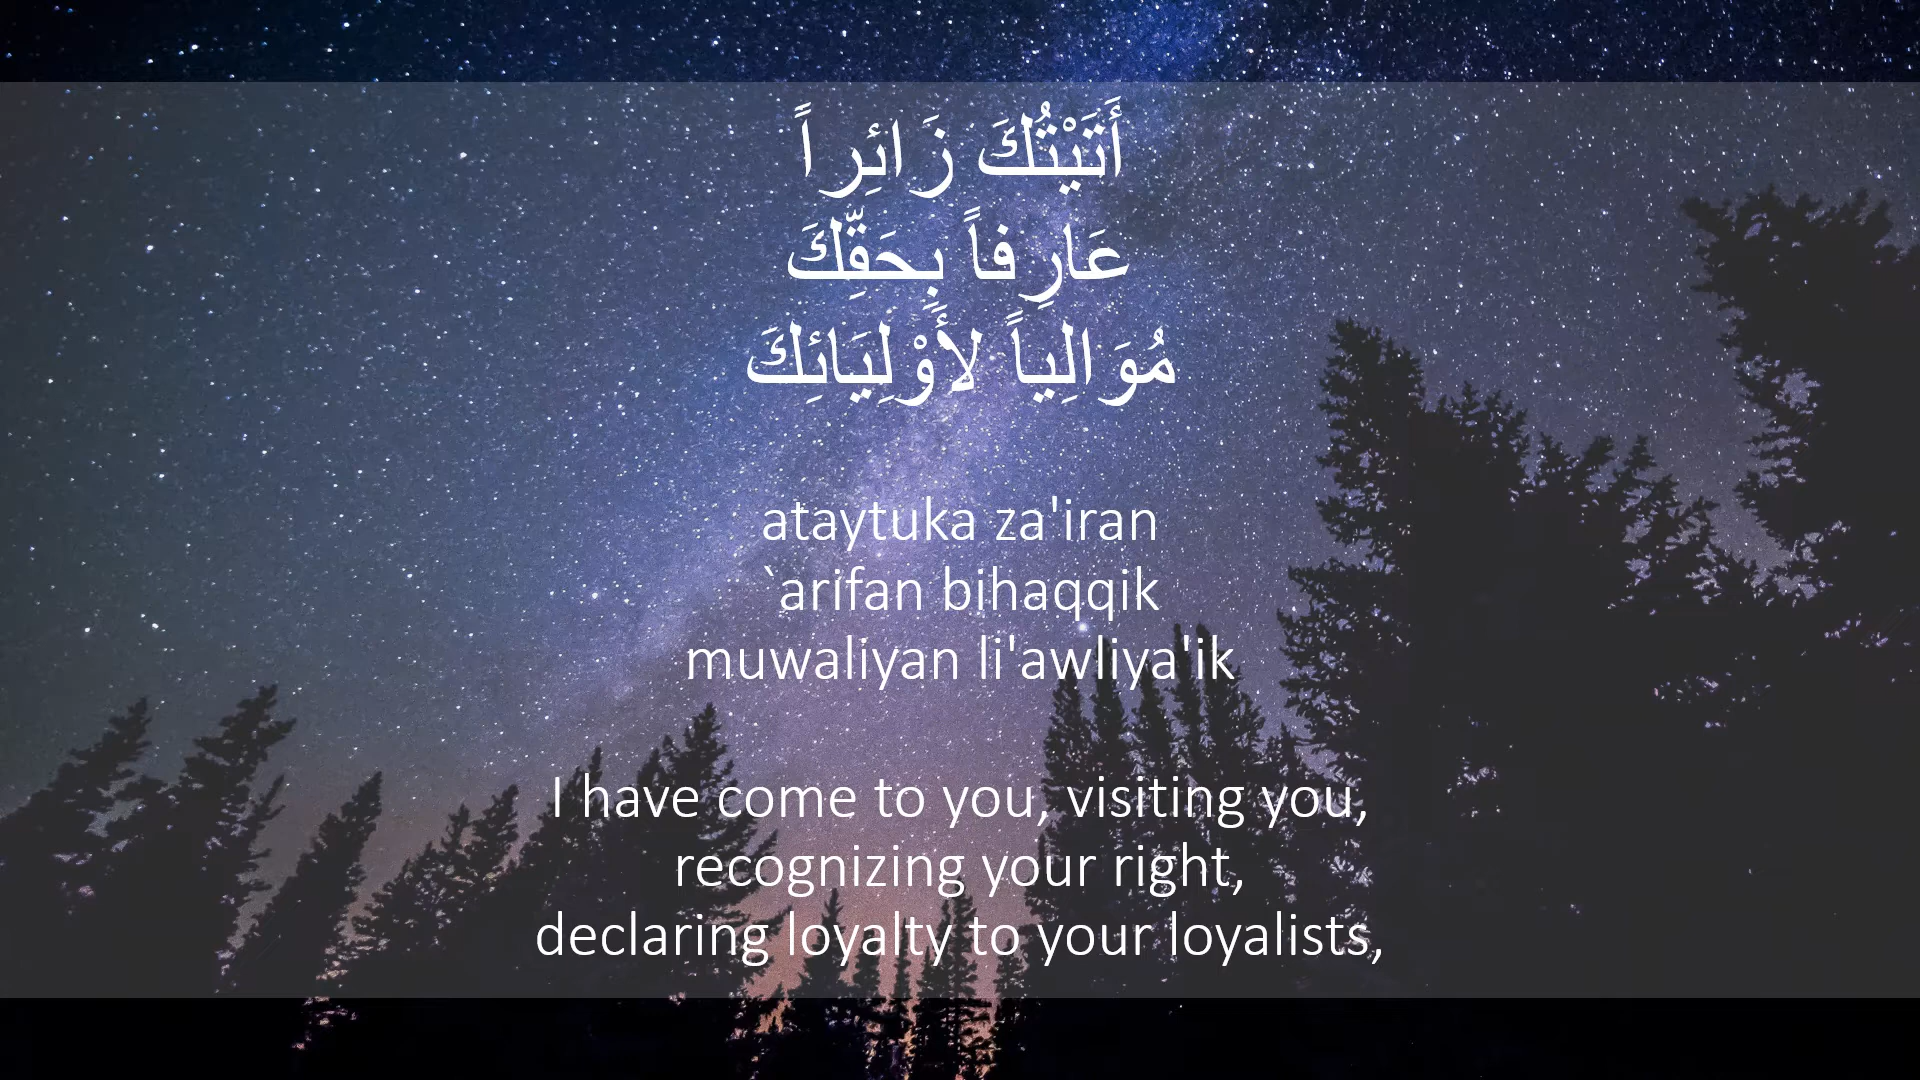 أَتَيْتُكَ زَائِراً
عَارِفاً بِحَقِّكَ
مُوَالِياً لأَوْلِيَائِكَ
ataytuka za'iran
`arifan bihaqqik
muwaliyan li'awliya'ik
I have come to you, visiting you,
recognizing your right,
declaring loyalty to your loyalists,